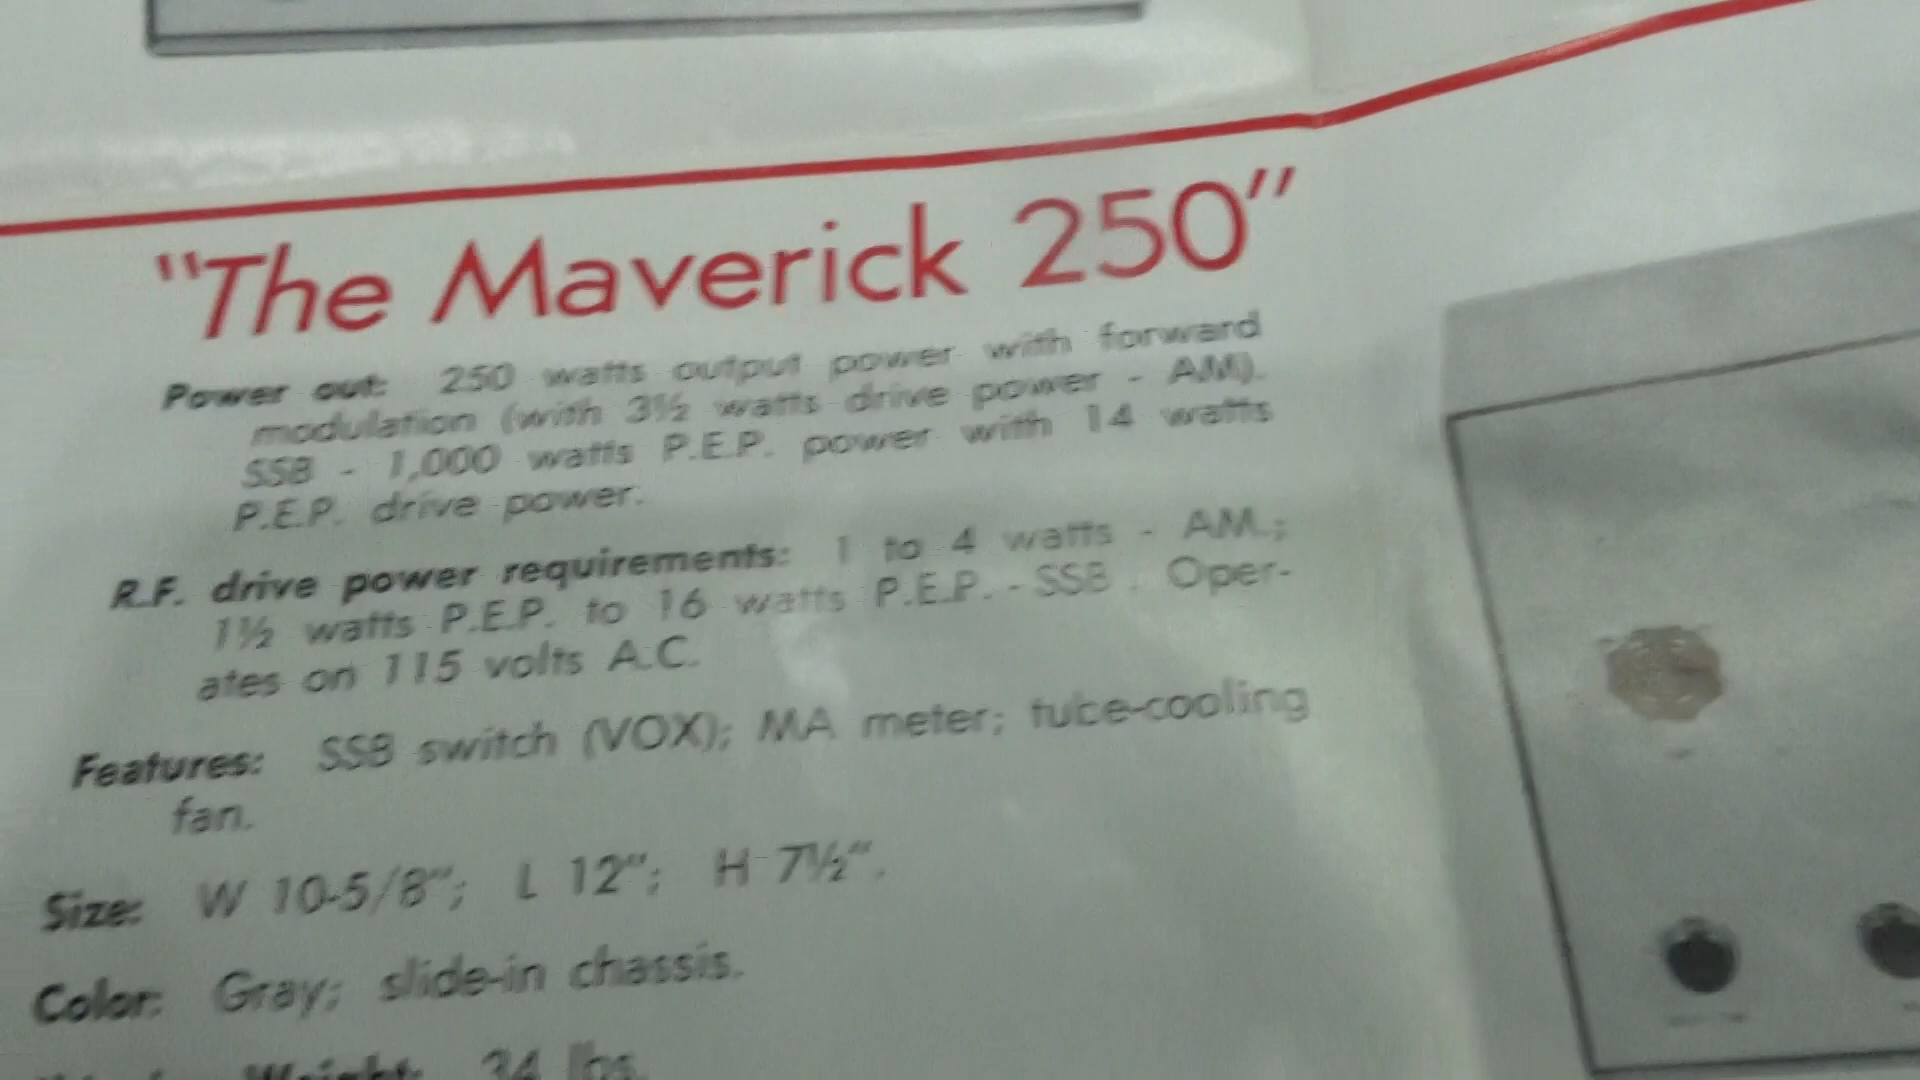 "The Maverick 250"
Power out: 250 watts output power with forward
modulation (with 3½ watts drive power - AM).
SSB - 1,000 watts P.E.P. power with 14 watts
P.E.P. drive power.
R.F. drive power requirements: 1 to 4 watts - AM.;
1½ watts P.E.P. to 16 watts P.E.P. - SSB . Oper-
ates on 115 volts A.C.
Features: SSB switch (VOX); MA meter; tube-cooling
fan.
Size: W 10-5/8"; L 12"; H 7½".
Color: Gray; slide-in chassis.
Weight: 34 lbs.